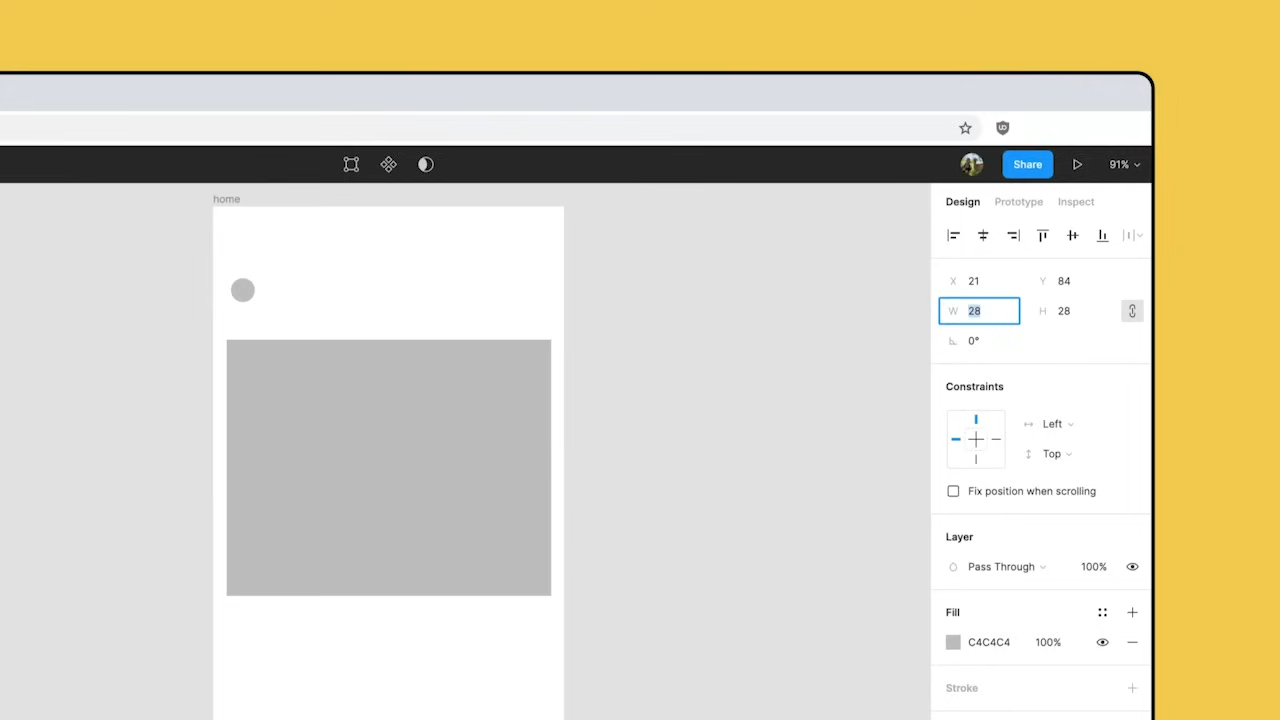 Share
91%
home
Design Prototype Inspect
X 21 Y 84
W 28 H 28
0°
Constraints
Left
Top
Fix position when scrolling
Layer
Pass Through 100%
Fill
C4C4C4 100%
Stroke